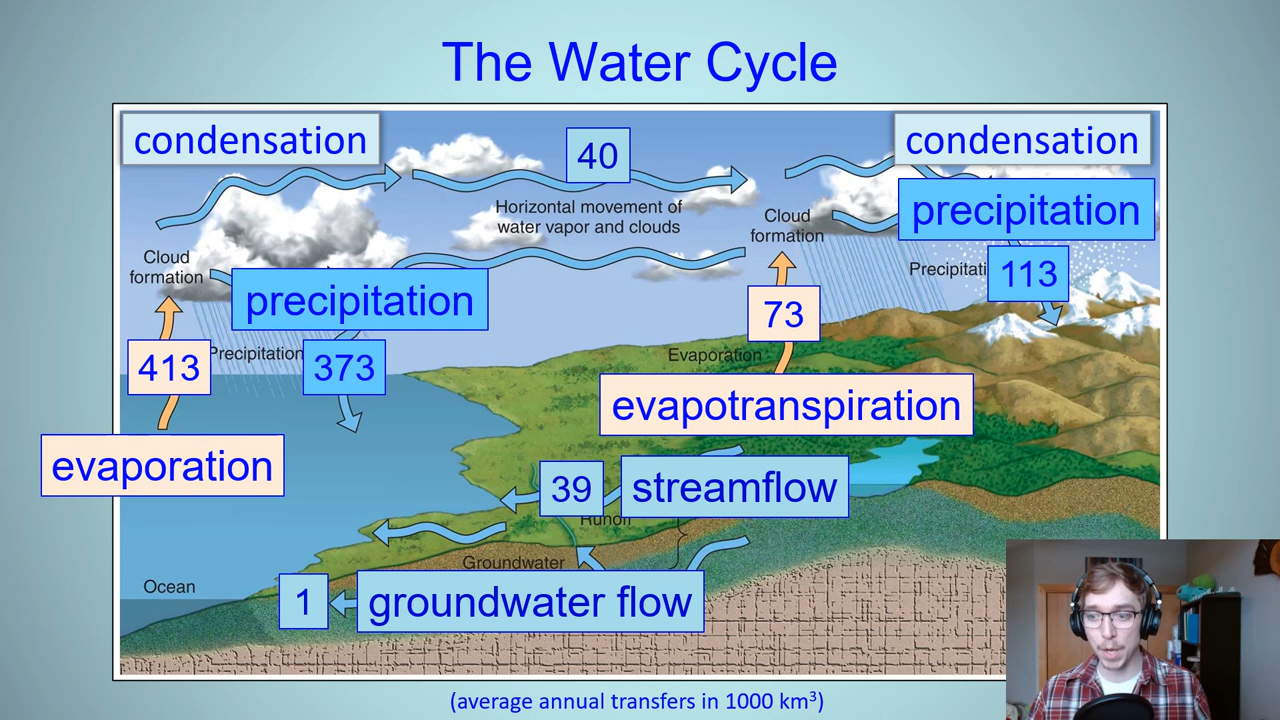 The Water Cycle
condensation
40
condensation
Horizontal movement of
water vapor and clouds
precipitation
Cloud
formation
Cloud
formation
precipitation
Precipitati
113
73
Precipitation
413
373
Evaporation
evapotranspiration
evaporation
39
streamflow
Runoff
Groundwater
Ocean
1
groundwater flow
(average annual transfers in 1000 km³)